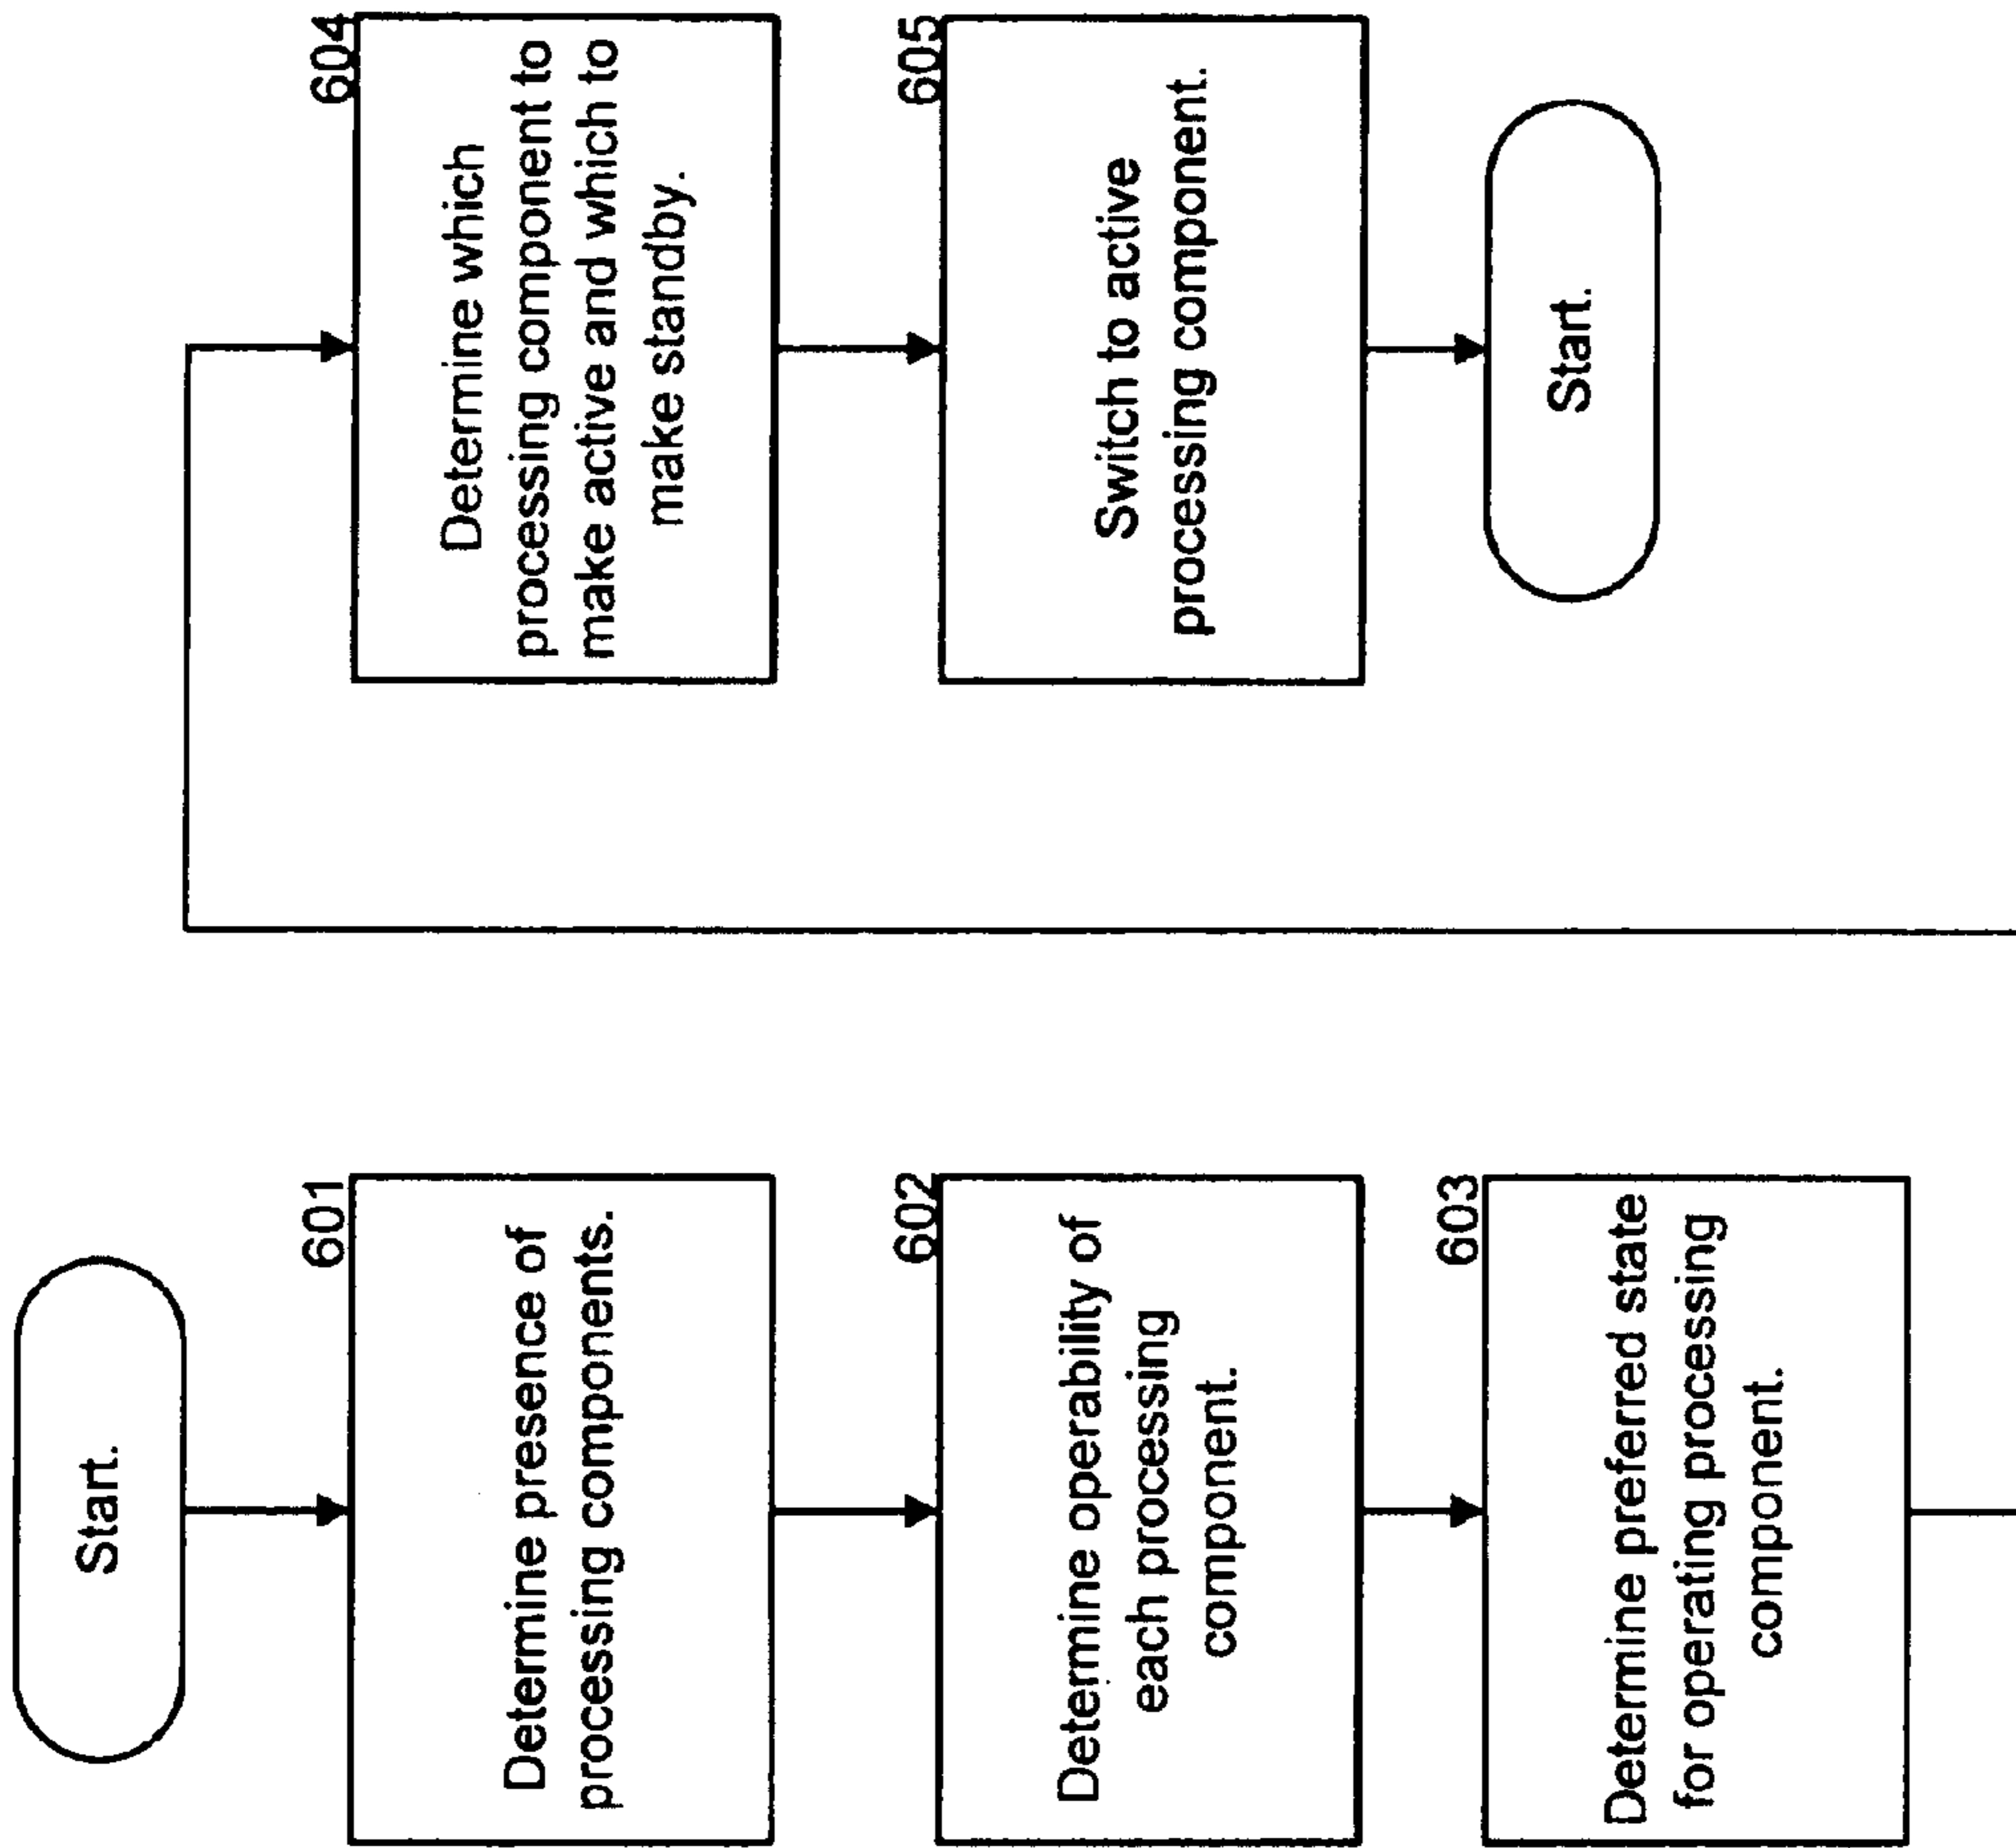 Start.
601
Determine presence of
processing components.
602
Determine operability of
each processing
component.
603
Determine preferred state
for operating processing
component.
604
Determine which
processing component to
make active and which to
make standby.
605
Switch to active
processing component.
Start.